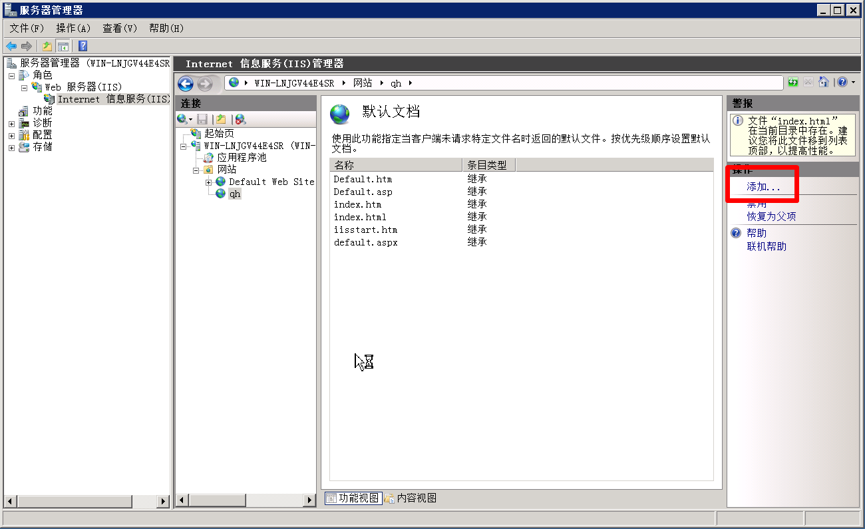 服务器管理器
文件(F) 操作(A) 查看(V) 帮助(H)
服务器管理器 (WIN-LNJGV44E4SR
角色
Web 服务器(IIS)
Internet 信息服务(IIS)
功能
诊断
配置
存储
Internet 信息服务(IIS)管理器
WIN-LNJGV44E4SR 网站 qh
连接
起始页
WIN-LNJGV44E4SR (WIN-
应用程序池
网站
Default Web Site
qh
默认文档
使用此功能指定当客户端未请求特定文件名时返回的默认文件。按优先级顺序设置默认
文档。
名称 条目类型
Default.htm 继承
Default.asp 继承
index.htm 继承
index.html 继承
iisstart.htm 继承
default.aspx 继承
功能视图 内容视图
警报
文件“index.html”
在当前目录中存在。建
议您将此文件移到列表
顶部，以提高性能。
操作
添加...
禁用
恢复为父项
帮助
联机帮助